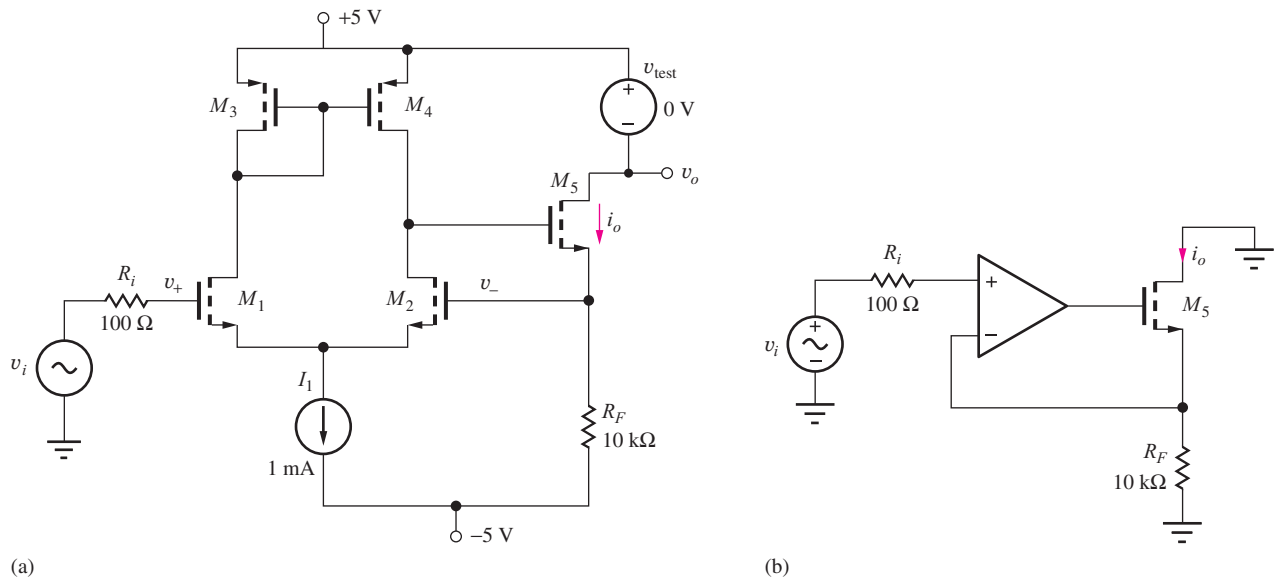 +5 V
v_test
0 V
M_3
M_4
v_o
M_5
i_o
R_i
100 Ω
v_+
M_1
M_2
v_–
v_i
I_1
1 mA
R_F
10 kΩ
–5 V
(a)
R_i
100 Ω
+
–
v_i
+
–
i_o
M_5
R_F
10 kΩ
(b)